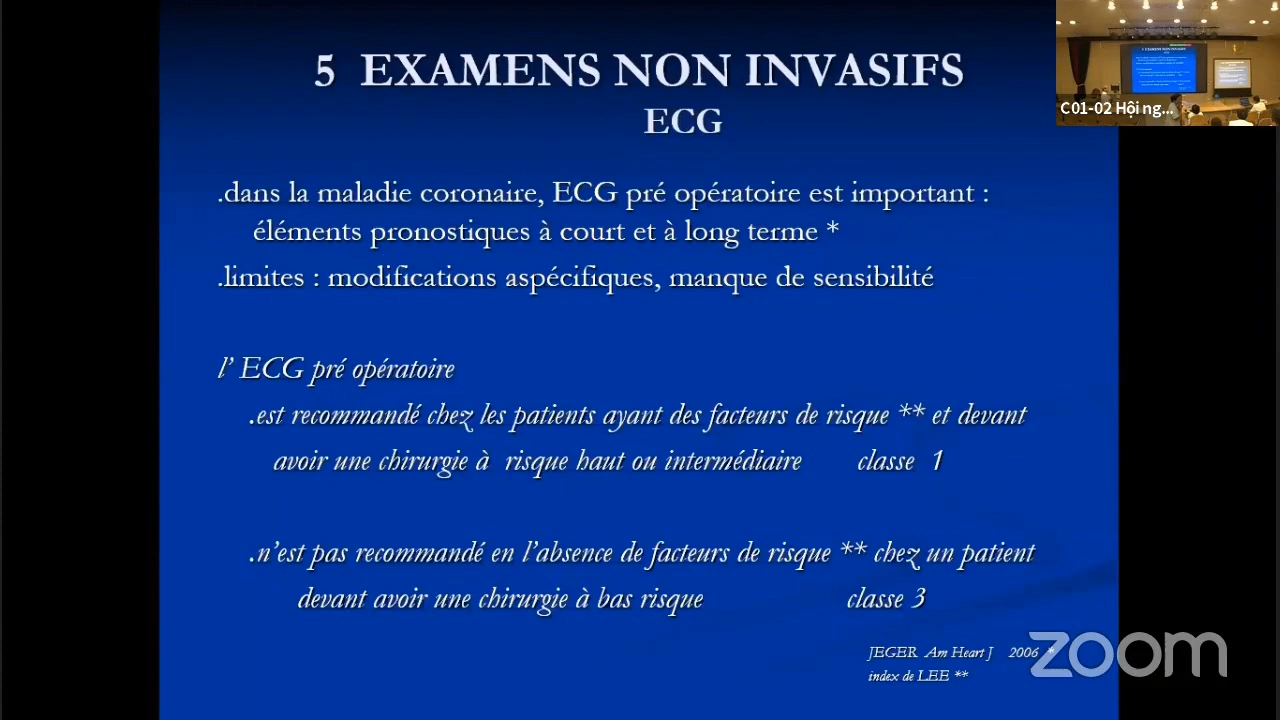 5 EXAMENS NON INVASIFS
ECG
.dans la maladie coronaire, ECG pré opératoire est important :
éléments pronostiques à court et à long terme *
.limites : modifications aspécifiques, manque de sensibilité
l' ECG pré opératoire
.est recommandé chez les patients ayant des facteurs de risque ** et devant
avoir une chirurgie à risque haut ou intermédiaire classe 1
.n'est pas recommandé en l'absence de facteurs de risque ** chez un patient
devant avoir une chirurgie à bas risque classe 3
JEGER Am Heart J 2006 *
index de LEE **
zoom
C01-02 Hội ng...
5 EXAMENS NON INVASIFS